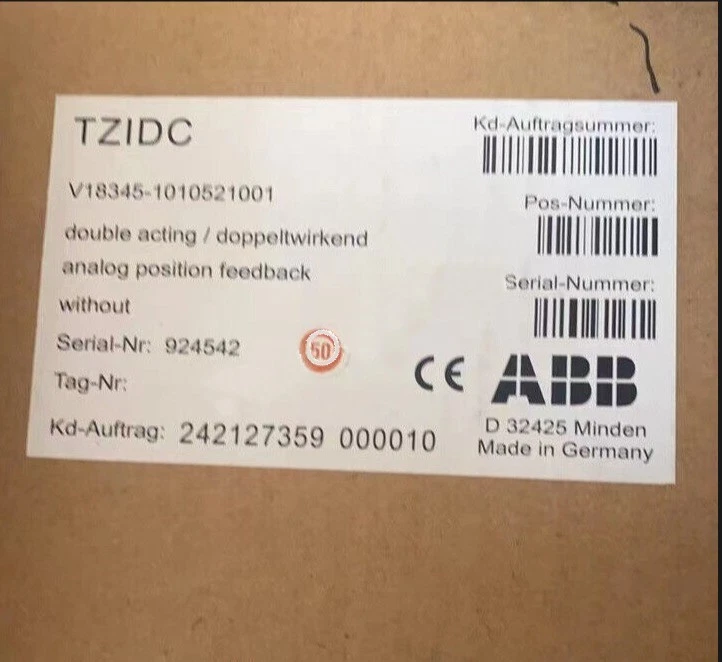 TZIDC
V18345-1010521001
double acting / doppeltwirkend
analog position feedback
without
Serial-Nr: 924542
Tag-Nr:
Kd-Auftrag: 242127359 000010
50
Kd-Auftragsummer:
Pos-Nummer:
Serial-Nummer:
CE ABB
D 32425 Minden
Made in Germany